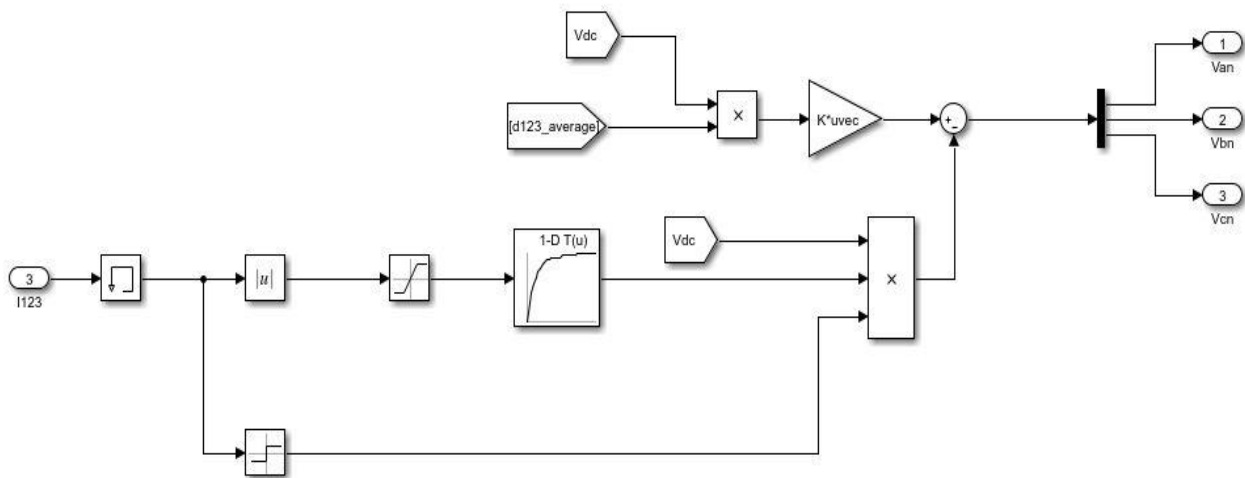 Vdc
1
Van
[d123_average]
×
K*uvec
+
-
2
Vbn
3
Vcn
Vdc
1-D T(u)
3
I123
|u|
×